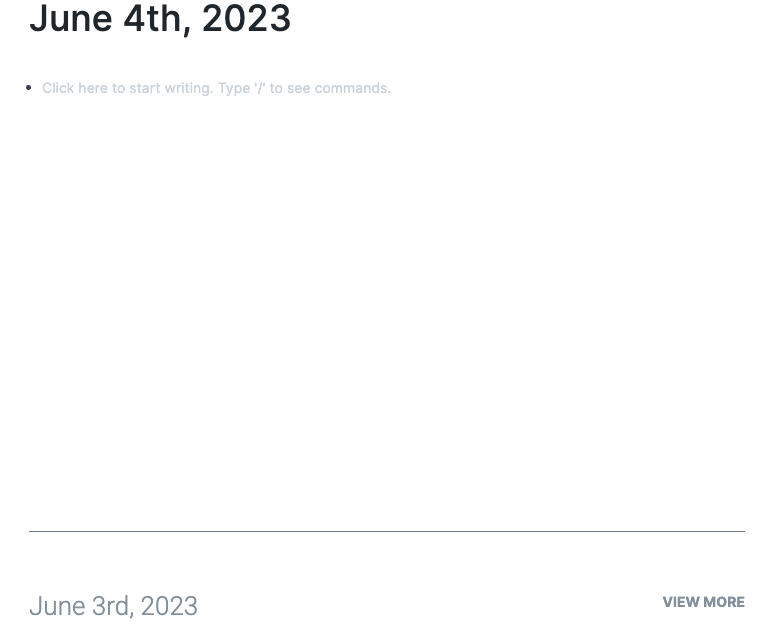 June 4th, 2023
Click here to start writing. Type '/' to see commands.
June 3rd, 2023
VIEW MORE